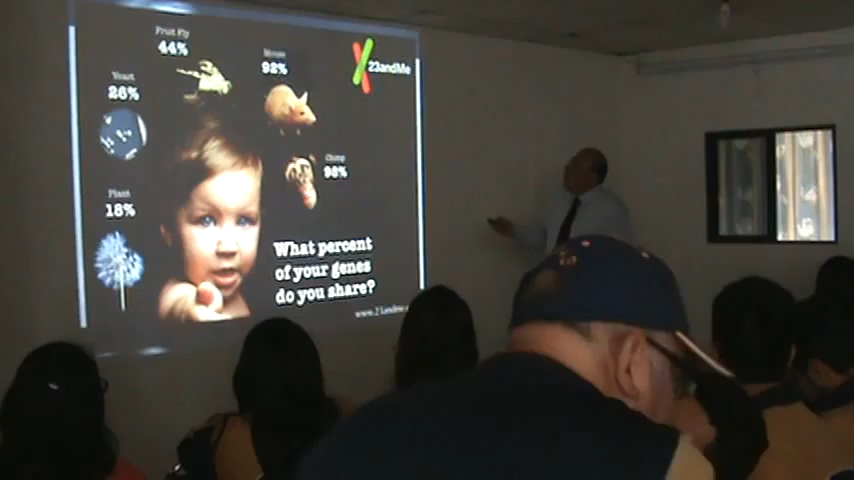 Fruit Fly
44%
Mouse
92%
23andMe
Yeast
26%
Chimp
98%
Plant
18%
What percent
of your genes
do you share?